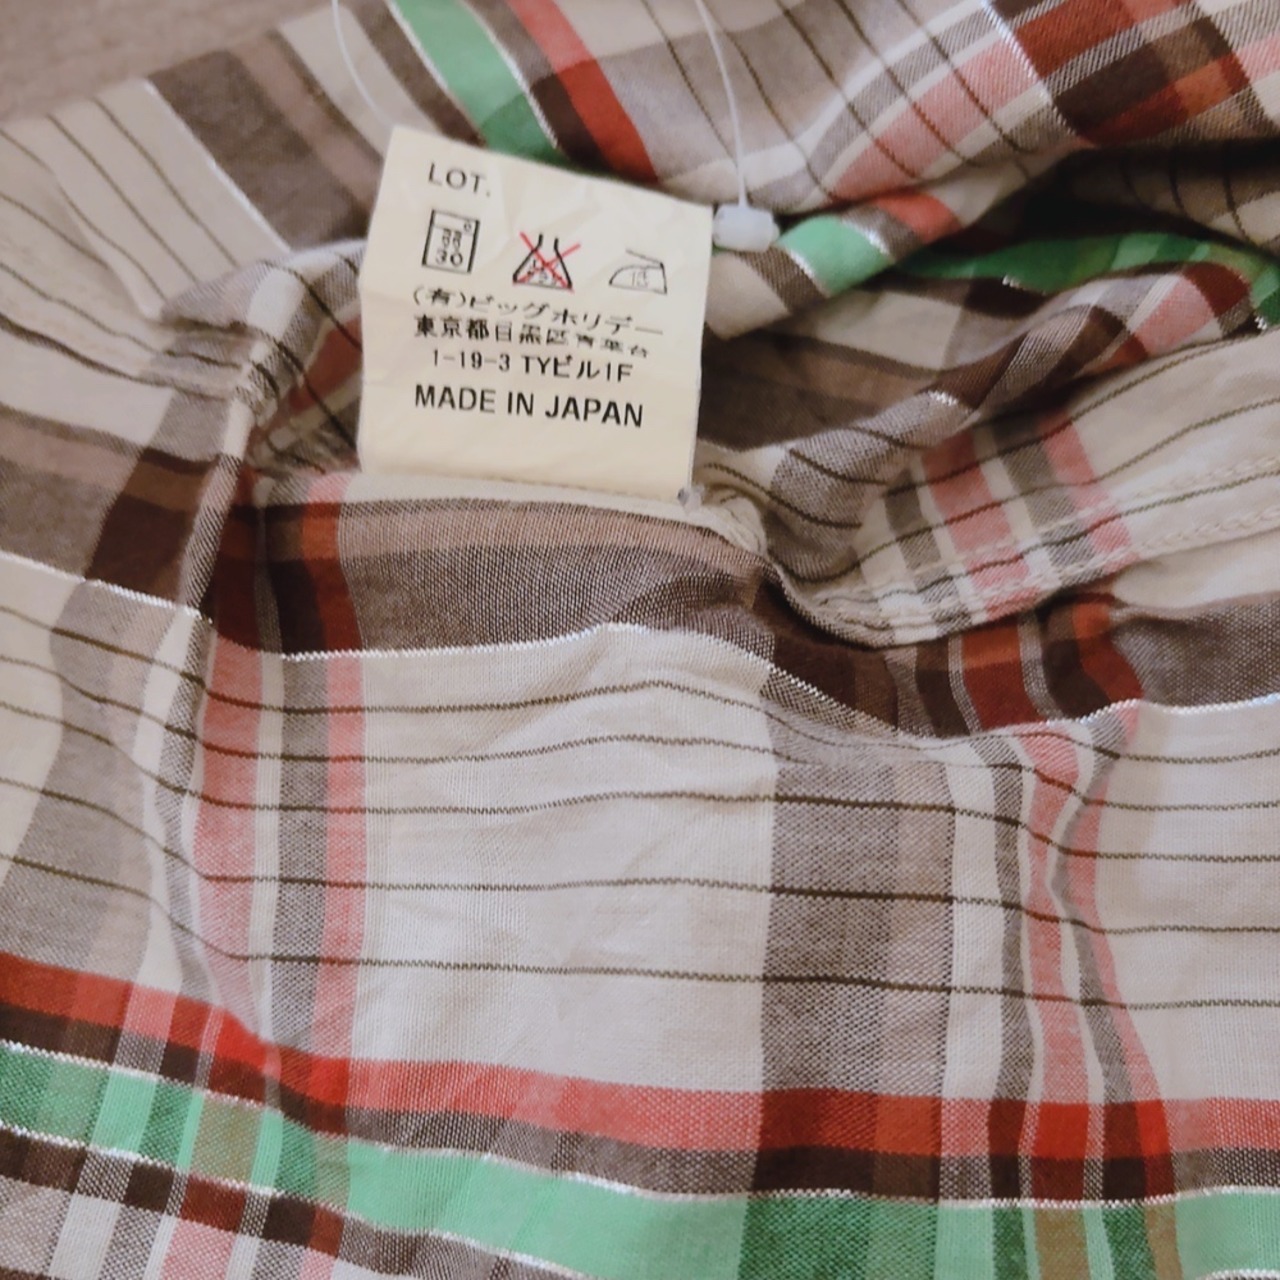 LOT.
30
(有)ビッグホリデー
東京都目黒区青葉台
1-19-3 TYビル1F
MADE IN JAPAN